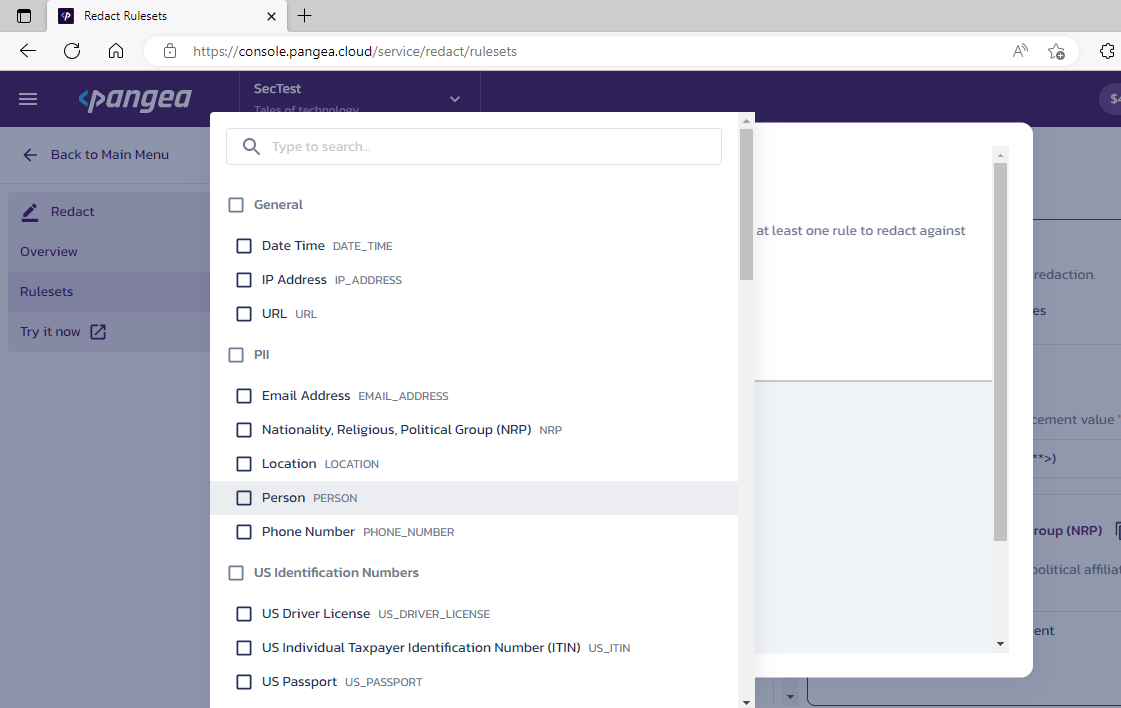 Redact Rulesets
https://console.pangea.cloud/service/redact/rulesets
pangea
SecTest
Tales of technology
Back to Main Menu
Redact
Overview
Rulesets
Try it now
Type to search...
General
Date Time DATE_TIME
IP Address IP_ADDRESS
URL URL
PII
Email Address EMAIL_ADDRESS
Nationality, Religious, Political Group (NRP) NRP
Location LOCATION
Person PERSON
Phone Number PHONE_NUMBER
US Identification Numbers
US Driver License US_DRIVER_LICENSE
US Individual Taxpayer Identification Number (ITIN) US_ITIN
US Passport US_PASSPORT
at least one rule to redact against
redaction.
es
cement value "
**>)
roup (NRP)
political affiliat
ent